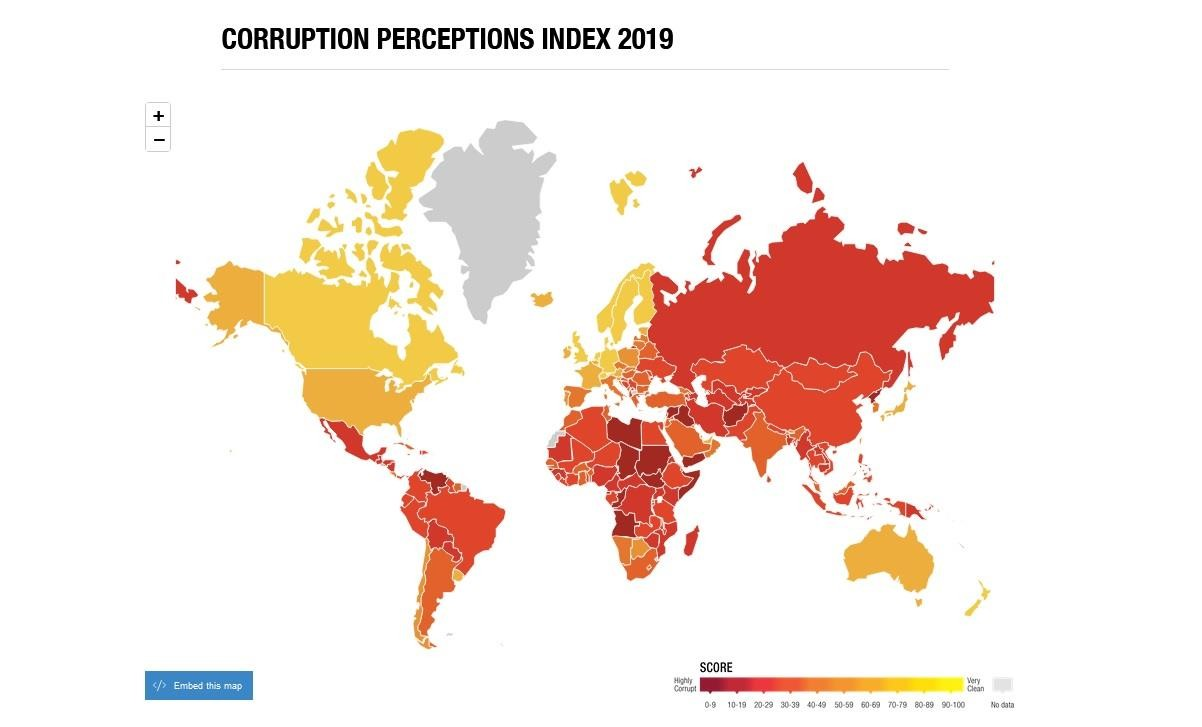 CORRUPTION PERCEPTIONS INDEX 2019
+
−
SCORE
Highly
Corrupt
Very
Clean
0-9 10-19 20-29 30-39 40-49 50-59 60-69 70-79 80-89 90-100 No data
</> Embed this map